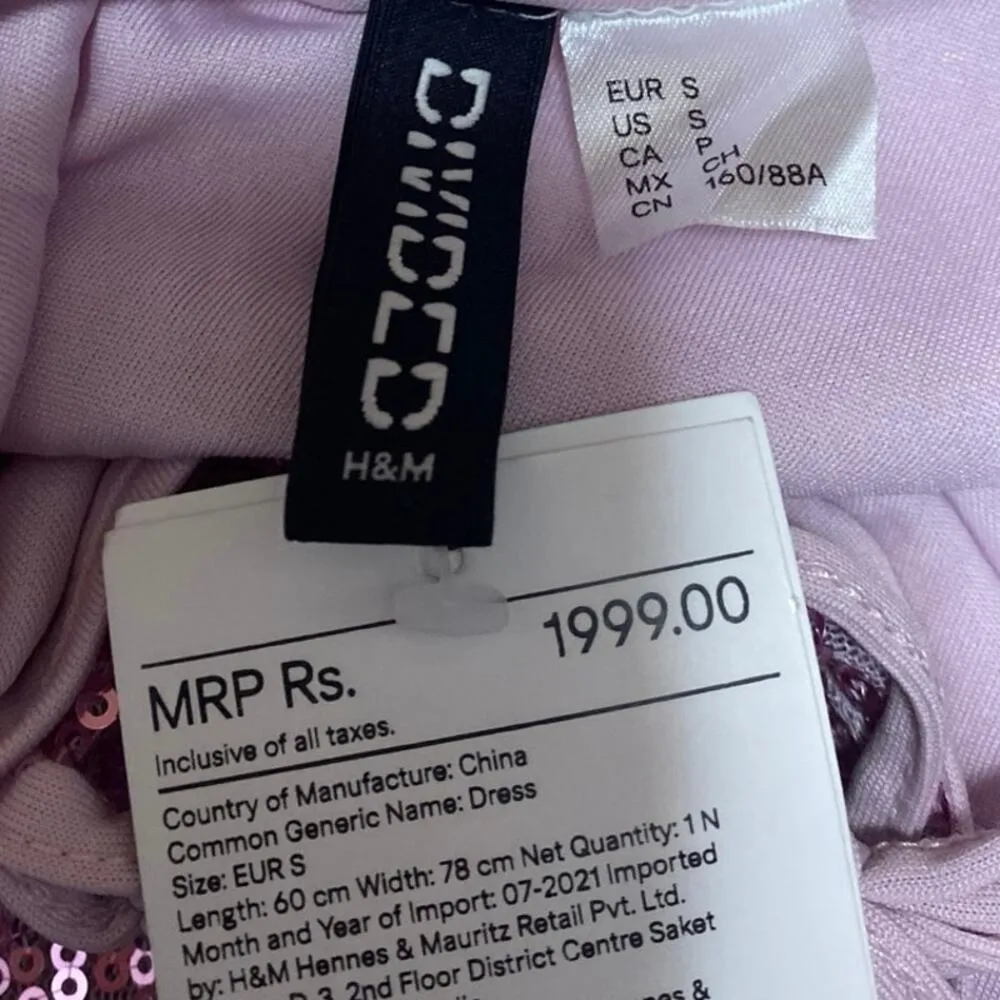 DIVIDED
H&M
EUR S
US S
CA P
MX CH
CN 160/88A
MRP Rs. 1999.00
Inclusive of all taxes.
Country of Manufacture: China
Common Generic Name: Dress
Size: EUR S
Length: 60 cm Width: 78 cm Net Quantity: 1 N
Month and Year of Import: 07-2021 Imported
by: H&M Hennes & Mauritz Retail Pvt. Ltd.
2nd Floor District Centre Saket
&